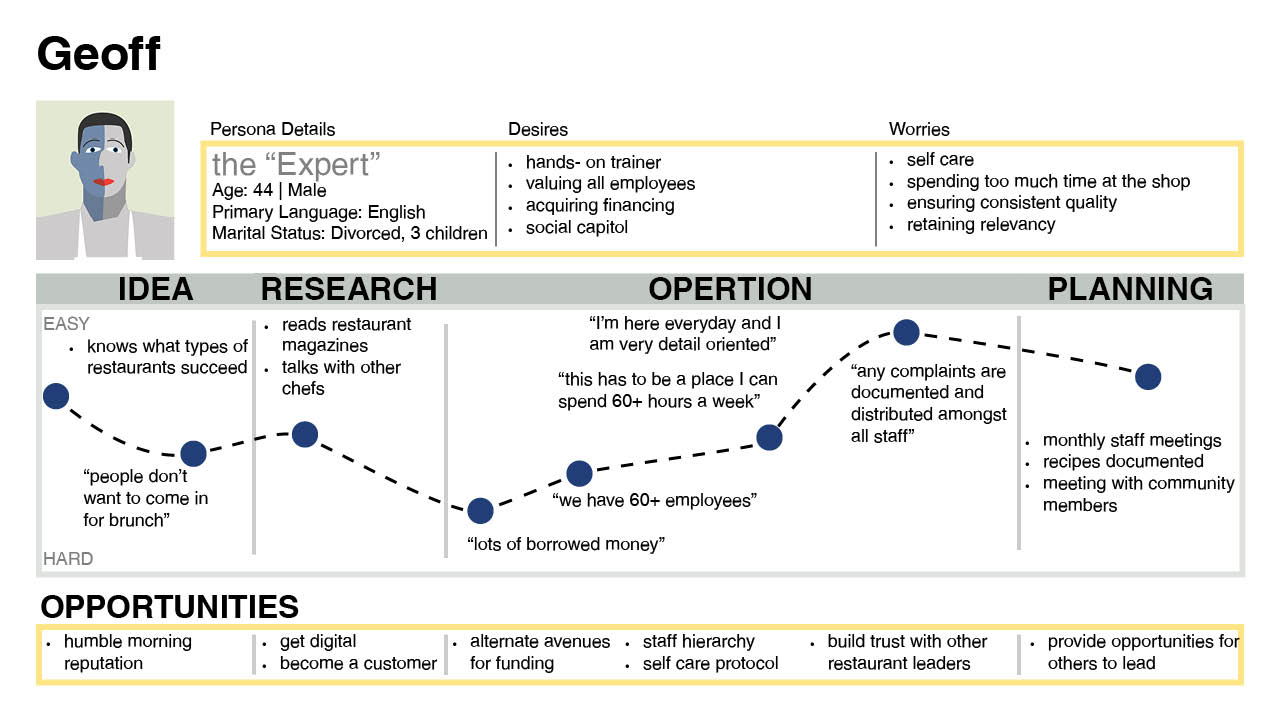 Geoff
Persona Details
the “Expert”
Age: 44 | Male
Primary Language: English
Marital Status: Divorced, 3 children
Desires
• hands- on trainer
• valuing all employees
• acquiring financing
• social capitol
Worries
• self care
• spending too much time at the shop
• ensuring consistent quality
• retaining relevancy
IDEA
RESEARCH
OPERTION
PLANNING
EASY
• knows what types of
restaurants succeed
“people don’t
want to come in
for brunch”
HARD
• reads restaurant
magazines
• talks with other
chefs
“I’m here everyday and I
am very detail oriented”
“this has to be a place I can
spend 60+ hours a week”
“we have 60+ employees”
“lots of borrowed money”
“any complaints are
documented and
distributed amongst
all staff”
• monthly staff meetings
• recipes documented
• meeting with community
members
OPPORTUNITIES
• humble morning
reputation
• get digital
• become a customer
• alternate avenues
for funding
• staff hierarchy
• self care protocol
• build trust with other
restaurant leaders
• provide opportunities for
others to lead